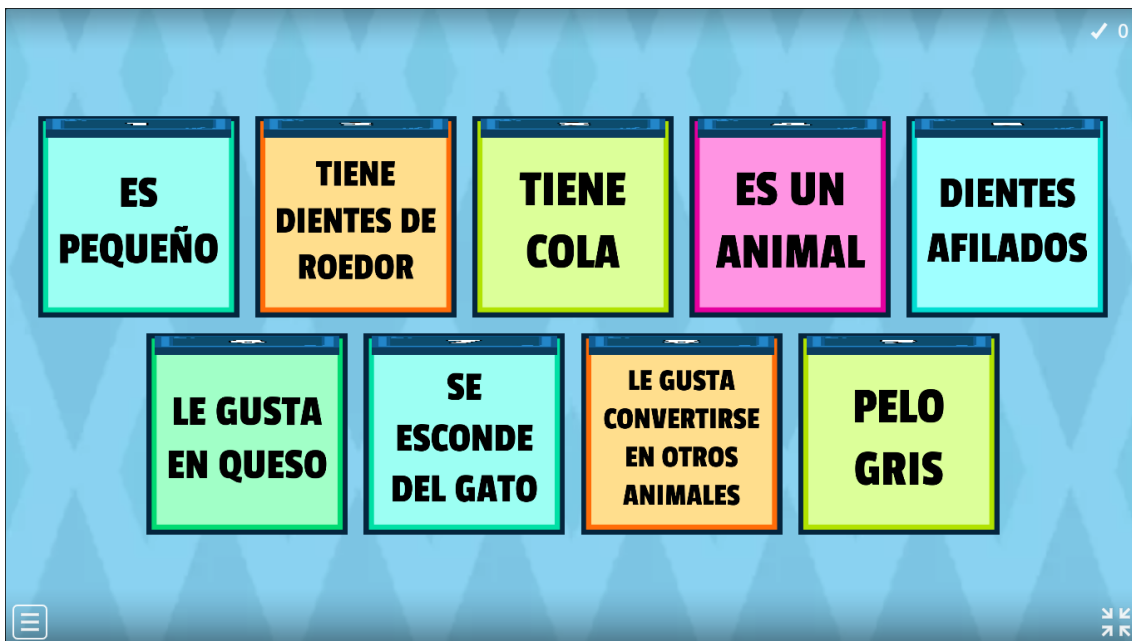 0
ES
PEQUEÑO
TIENE
DIENTES DE
ROEDOR
TIENE
COLA
ES UN
ANIMAL
DIENTES
AFILADOS
LE GUSTA
EN QUESO
SE
ESCONDE
DEL GATO
LE GUSTA
CONVERTIRSE
EN OTROS
ANIMALES
PELO
GRIS